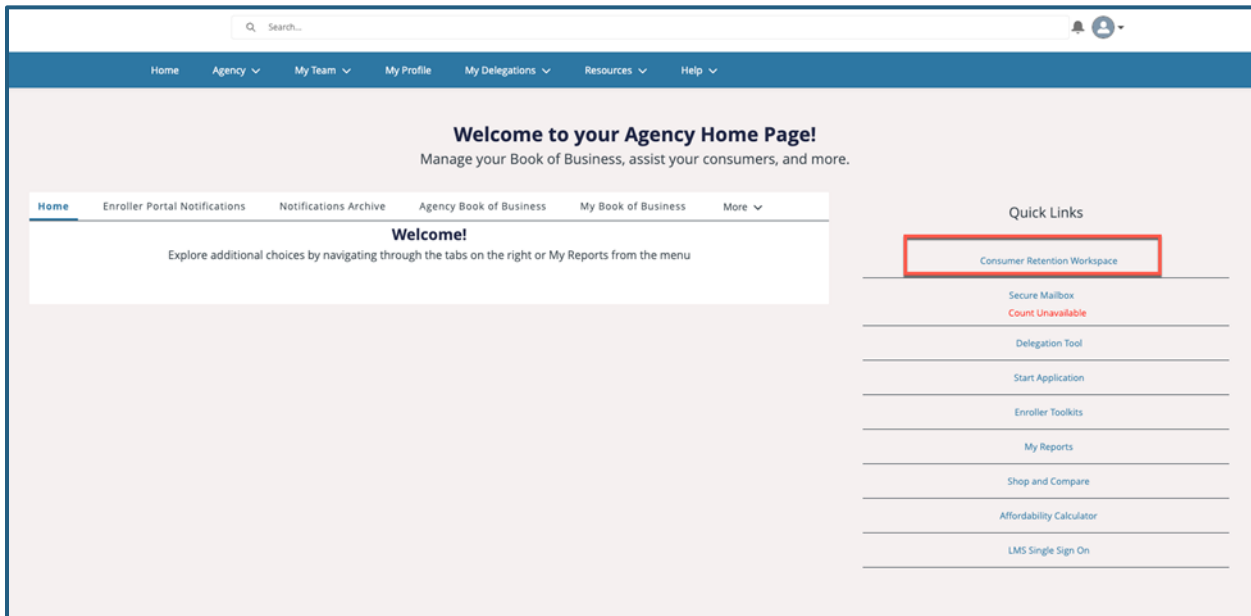 Search...
Home Agency My Team My Profile My Delegations Resources Help
Welcome to your Agency Home Page!
Manage your Book of Business, assist your consumers, and more.
Home Enroller Portal Notifications Notifications Archive Agency Book of Business My Book of Business More
Welcome!
Explore additional choices by navigating through the tabs on the right or My Reports from the menu
Quick Links
Consumer Retention Workspace
Secure Mailbox
Count Unavailable
Delegation Tool
Start Application
Enroller Toolkits
My Reports
Shop and Compare
Affordability Calculator
LMS Single Sign On